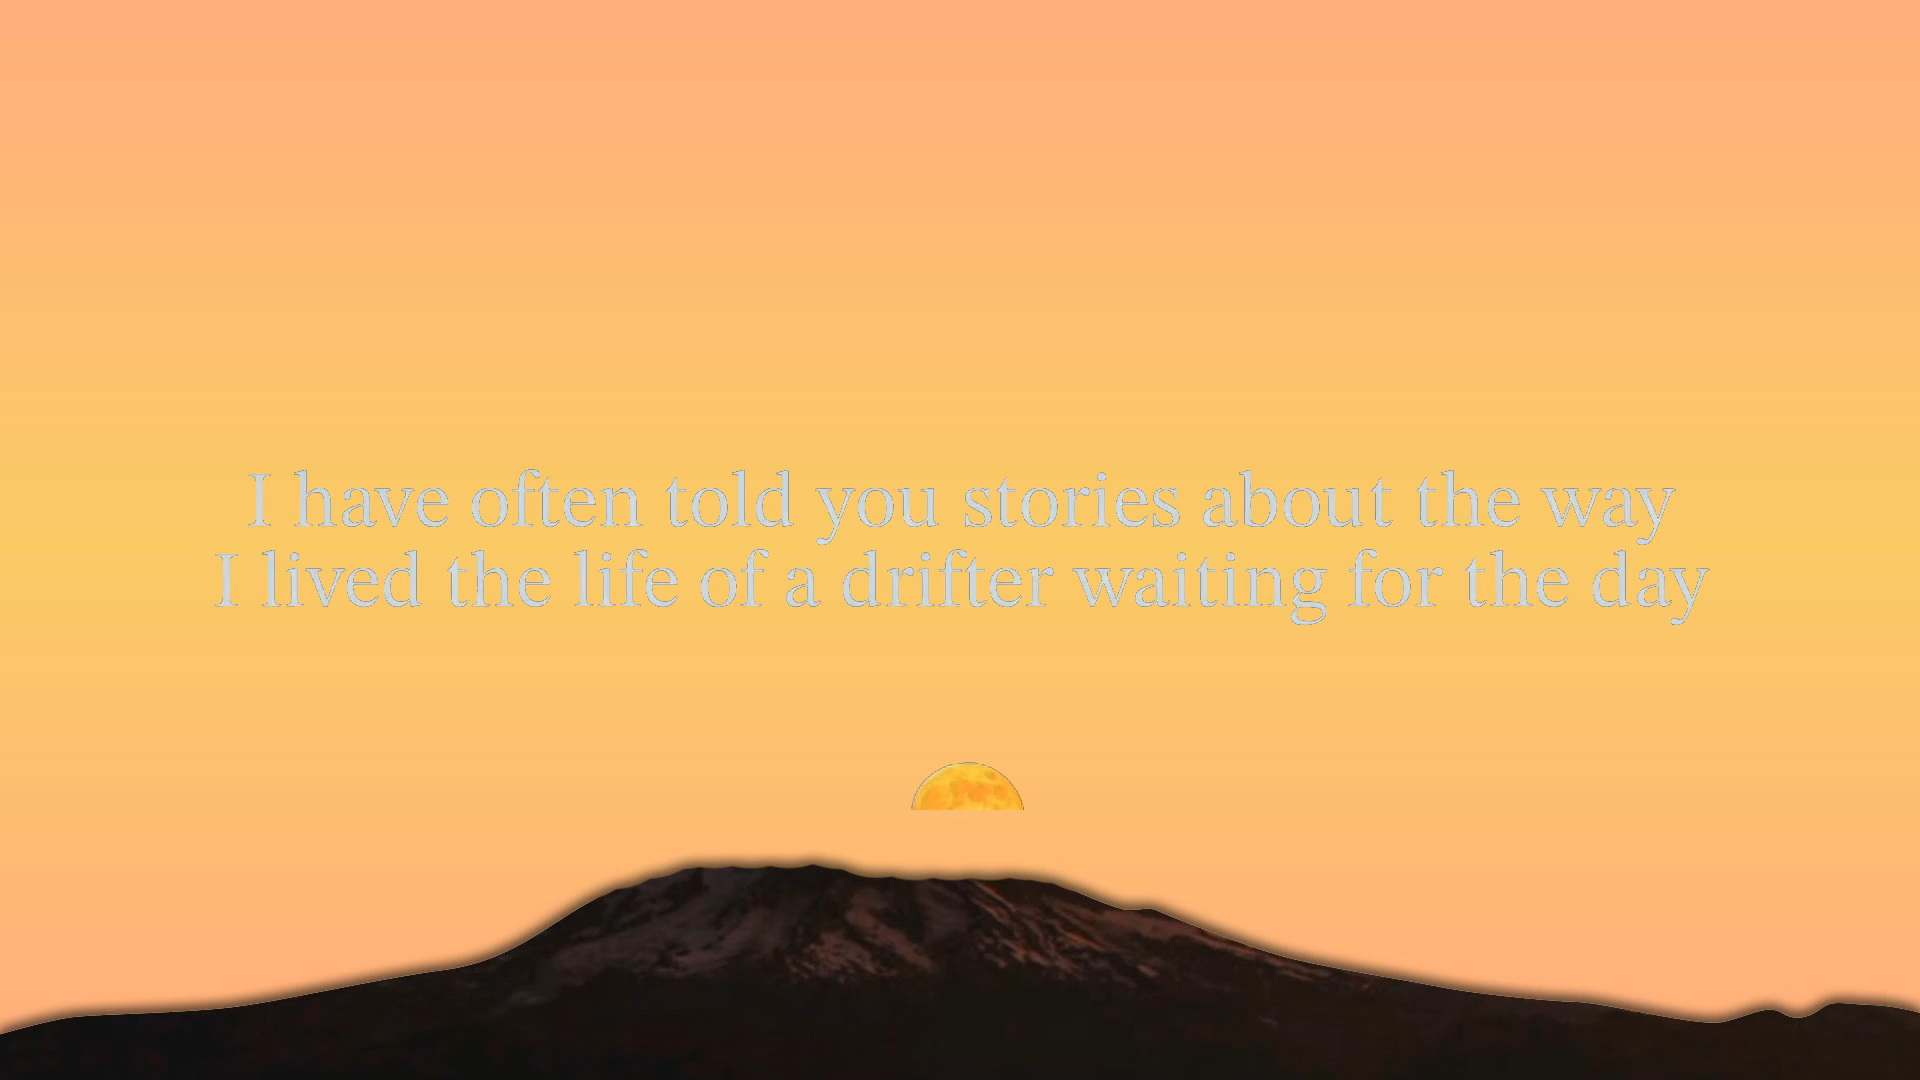 I have often told you stories about the way
I lived the life of a drifter waiting for the day